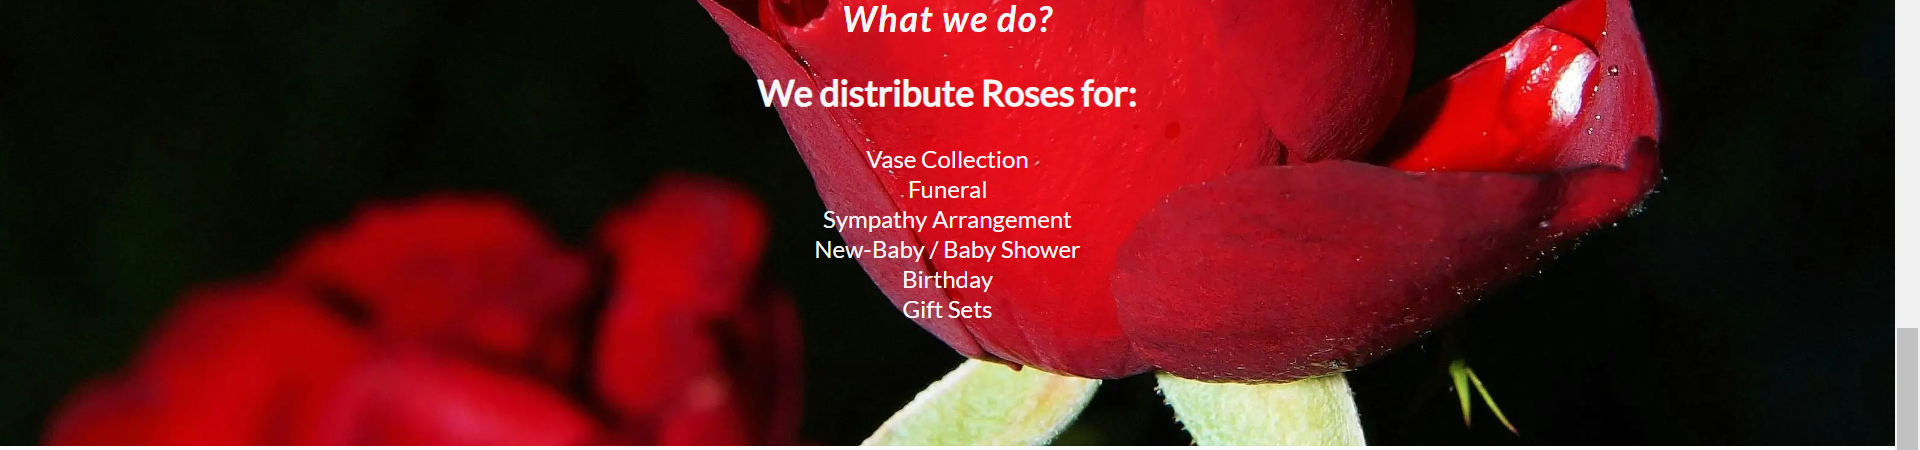 What we do?
We distribute Roses for:
Vase Collection
Funeral
Sympathy Arrangement
New-Baby / Baby Shower
Birthday
Gift Sets